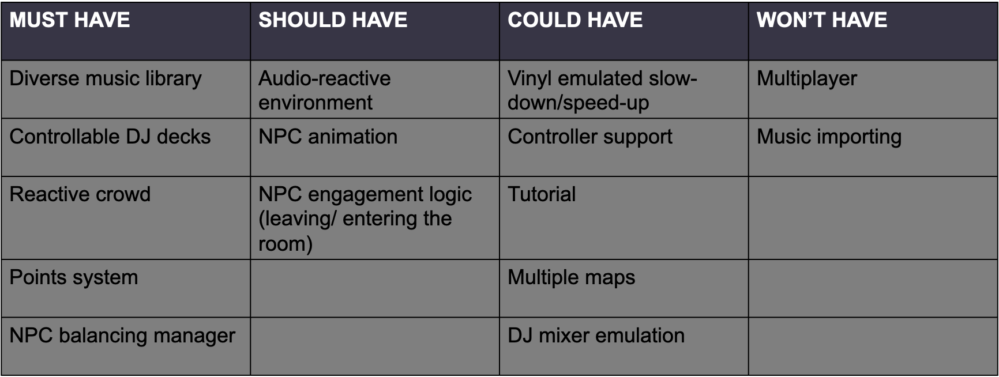 MUST HAVE
SHOULD HAVE
COULD HAVE
WON’T HAVE
Diverse music library
Audio-reactive
environment
Vinyl emulated slow-
down/speed-up
Multiplayer
Controllable DJ decks
NPC animation
Controller support
Music importing
Reactive crowd
NPC engagement logic
(leaving/ entering the
room)
Tutorial
Points system
Multiple maps
NPC balancing manager
DJ mixer emulation